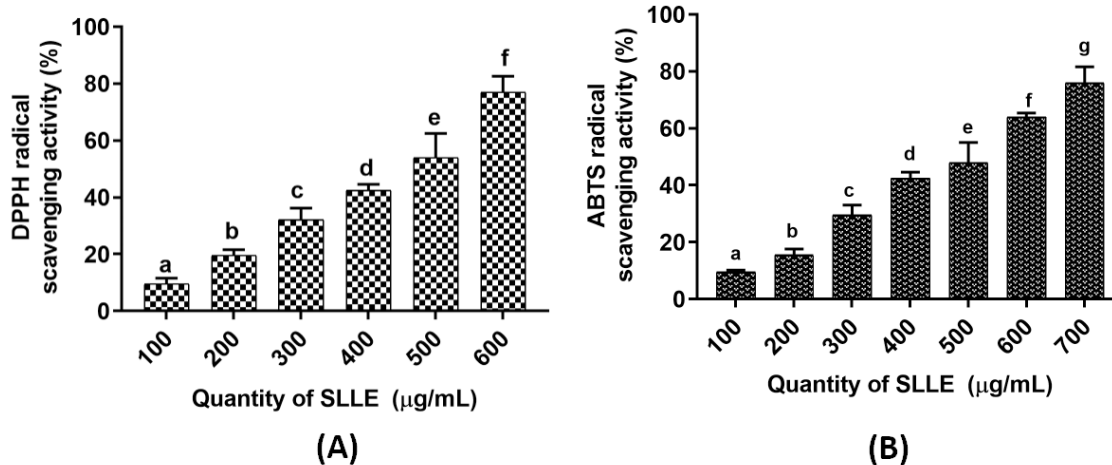 DPPH radical
scavenging activity (%)
100
80
60
40
20
0
a
b
c
d
e
f
100
200
300
400
500
600
Quantity of SLLE (μg/mL)
(A)
ABTS radical
scavenging activity (%)
100
80
60
40
20
0
a
b
c
d
e
f
g
100
200
300
400
500
600
700
Quantity of SLLE (μg/mL)
(B)